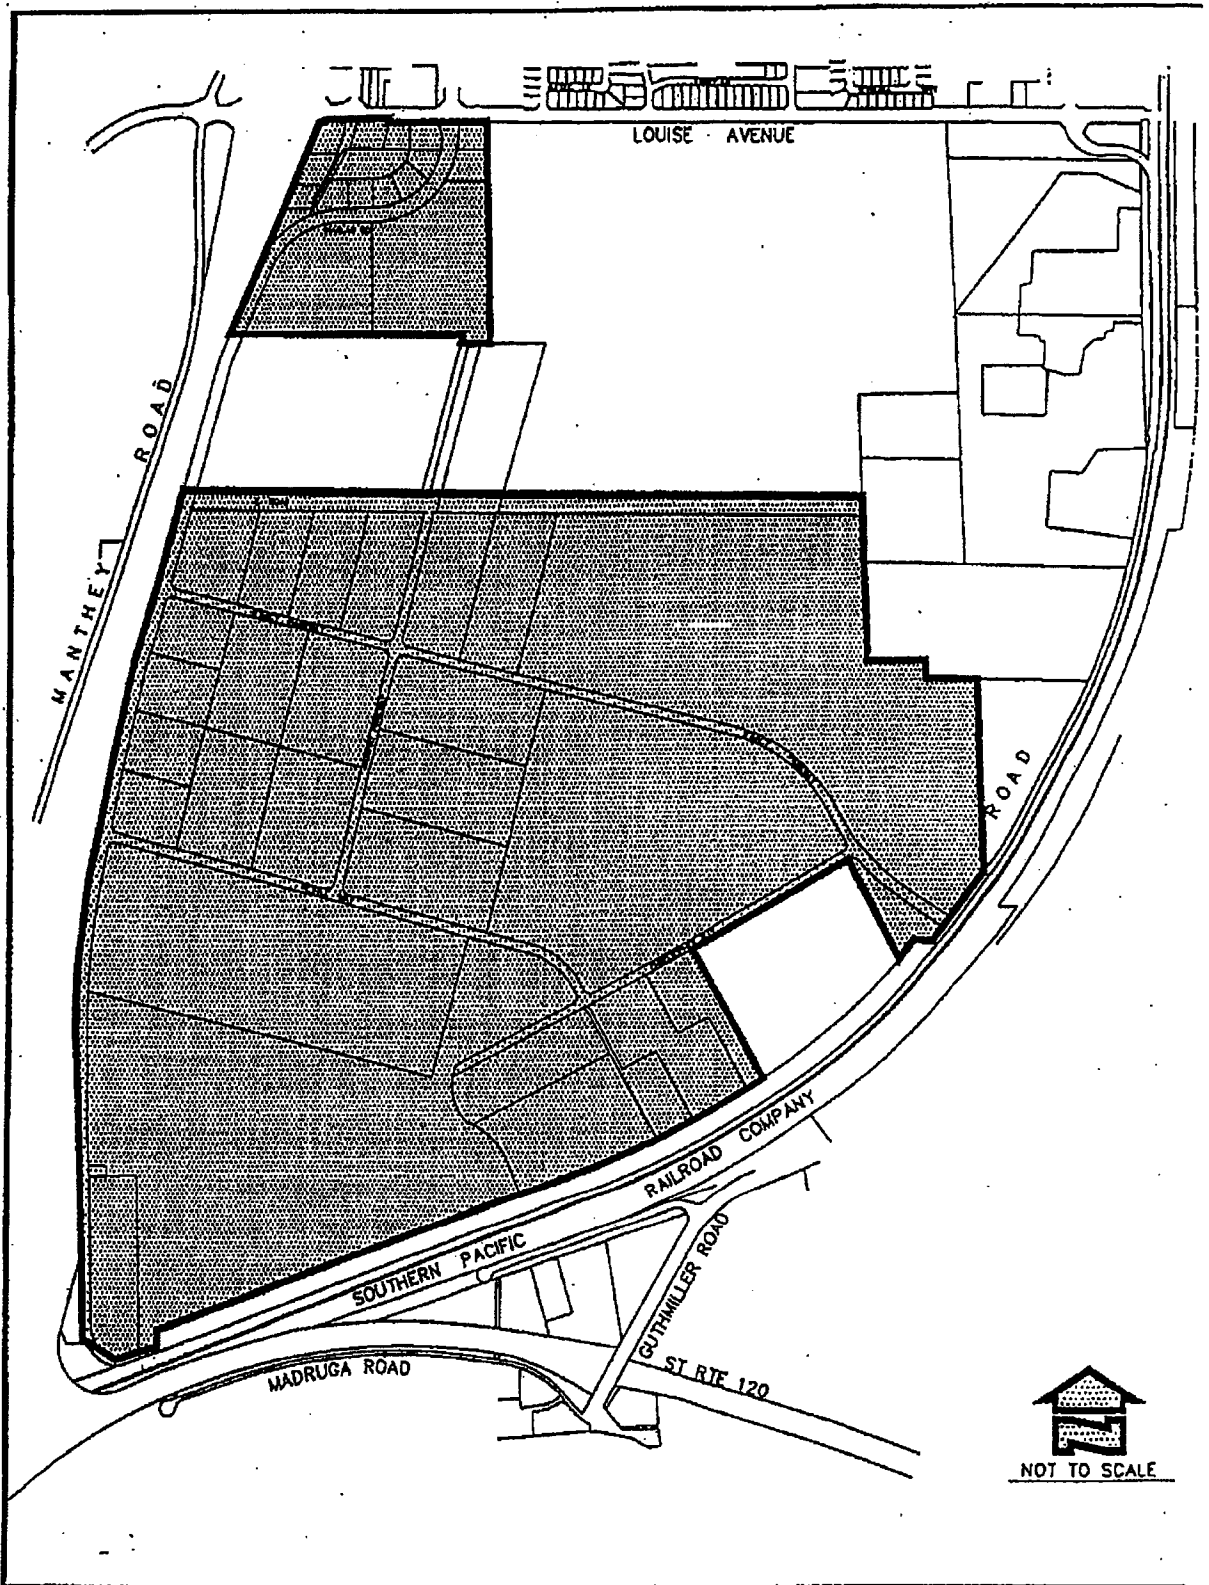 LOUISE AVENUE
MANTHEY ROAD
ROAD
SOUTHERN PACIFIC RAILROAD COMPANY
GUTHMILLER ROAD
MADRUGA ROAD
ST RTE 120
N
NOT TO SCALE